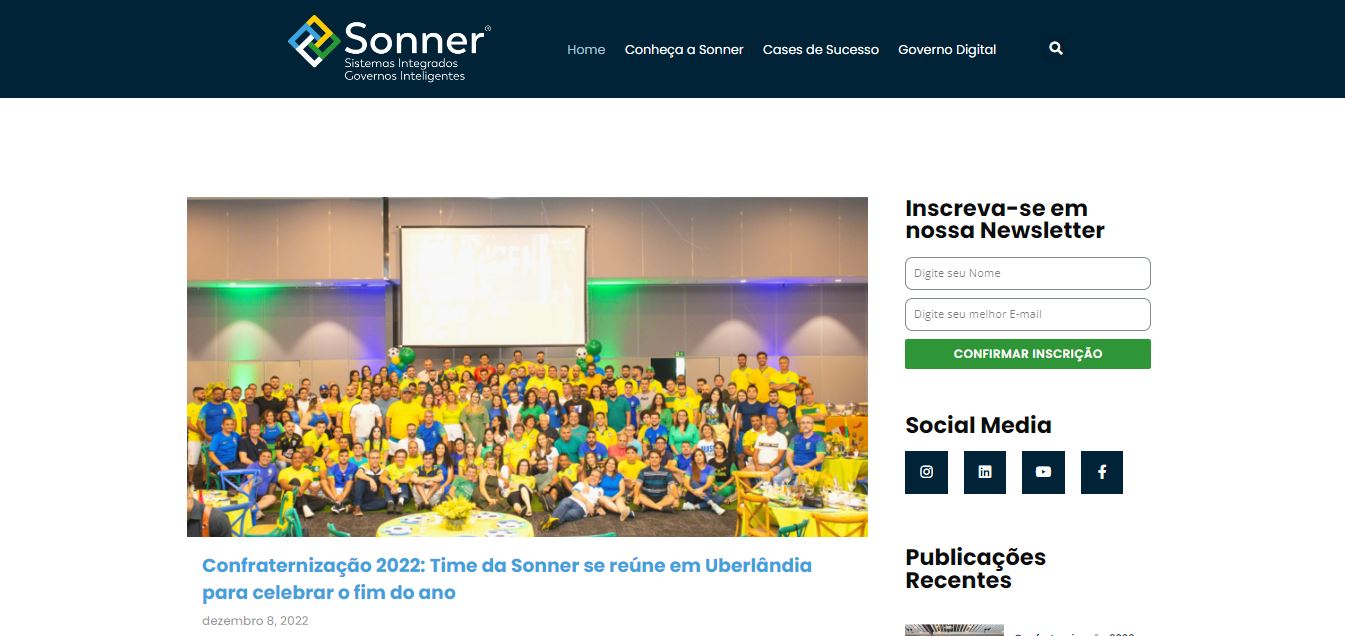 Sonner®
Sistemas Integrados
Governos Inteligentes
Home
Conheça a Sonner
Cases de Sucesso
Governo Digital
Confraternização 2022: Time da Sonner se reúne em Uberlândia
para celebrar o fim do ano
dezembro 8, 2022
Inscreva-se em
nossa Newsletter
Digite seu Nome
Digite seu melhor E-mail
CONFIRMAR INSCRIÇÃO
Social Media
Publicações
Recentes